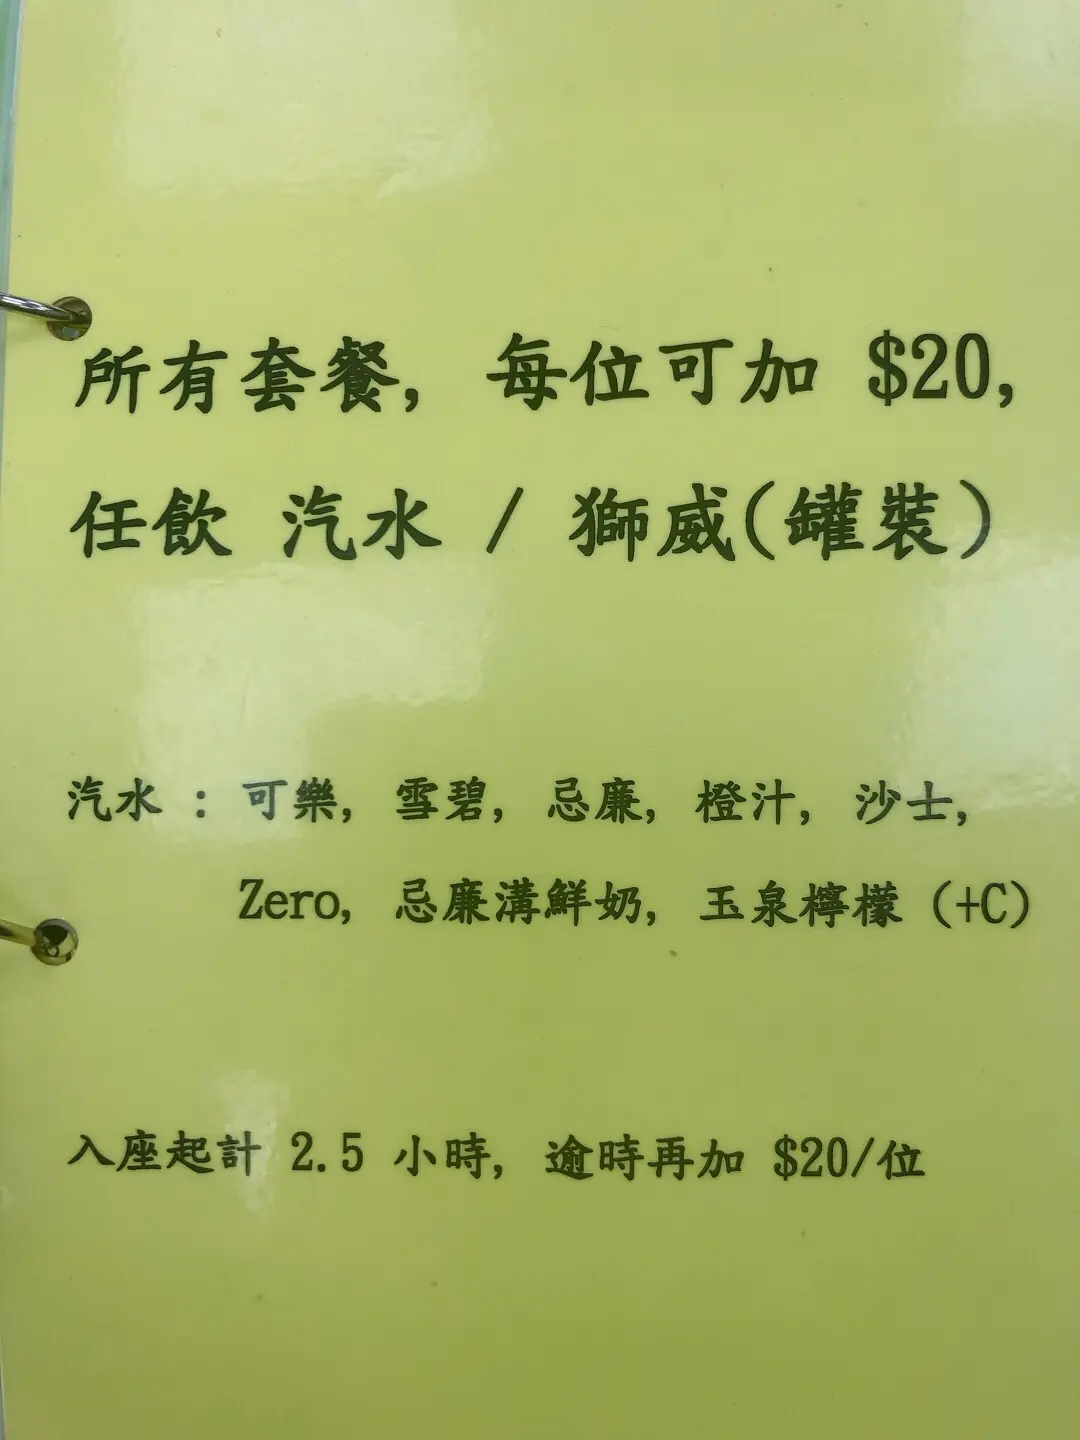 所有套餐, 每位可加 $20,
任飲 汽水 / 獅威(罐裝)
汽水 : 可樂, 雪碧, 忌廉, 橙汁, 沙士,
Zero, 忌廉溝鮮奶, 玉泉檸檬 (+C)
入座起計 2.5 小時, 逾時再加 $20/位